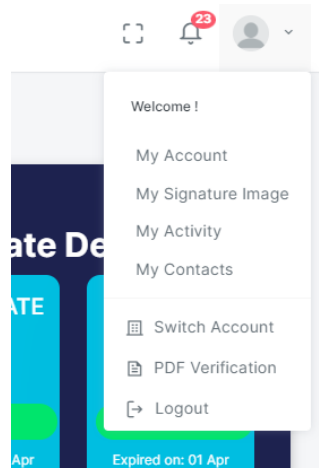 23
Welcome !
My Account
My Signature Image
My Activity
My Contacts
Switch Account
PDF Verification
Logout
ate De
ATE
Apr
Expired on: 01 Apr